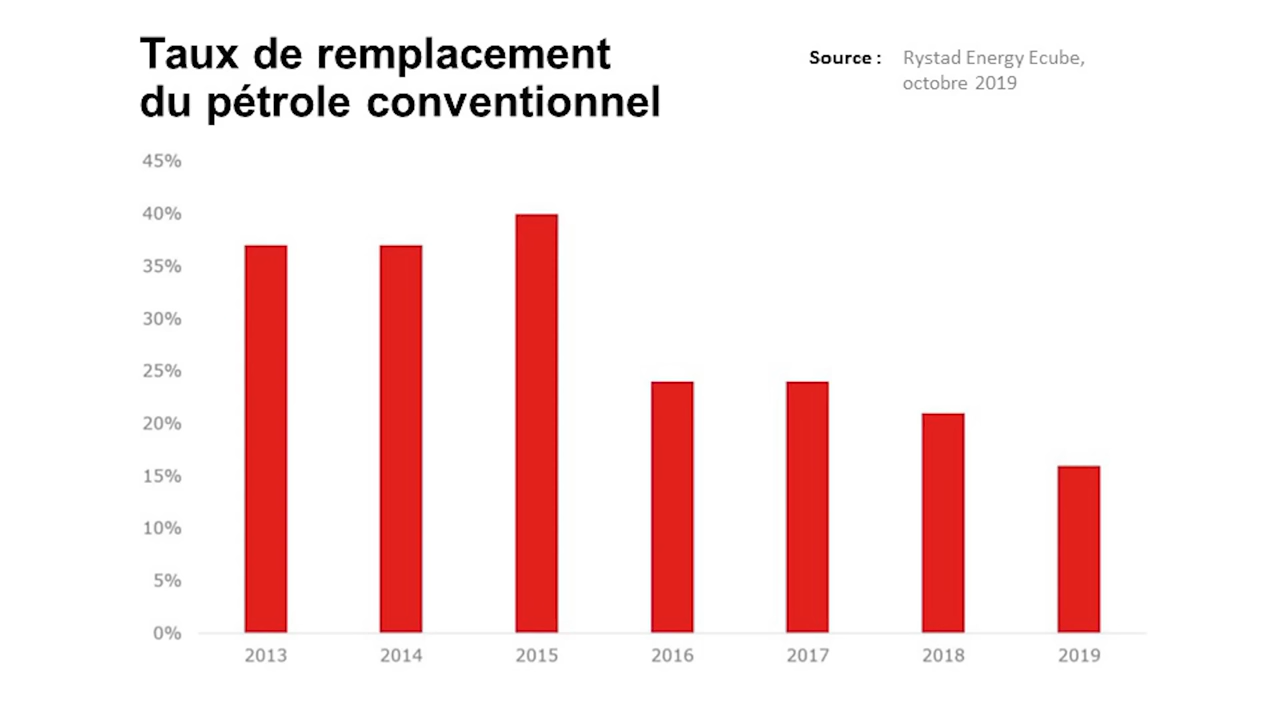 Taux de remplacement
du pétrole conventionnel
Source : Rystad Energy Ecube,
octobre 2019
45%
40%
35%
30%
25%
20%
15%
10%
5%
0%
2013 2014 2015 2016 2017 2018 2019